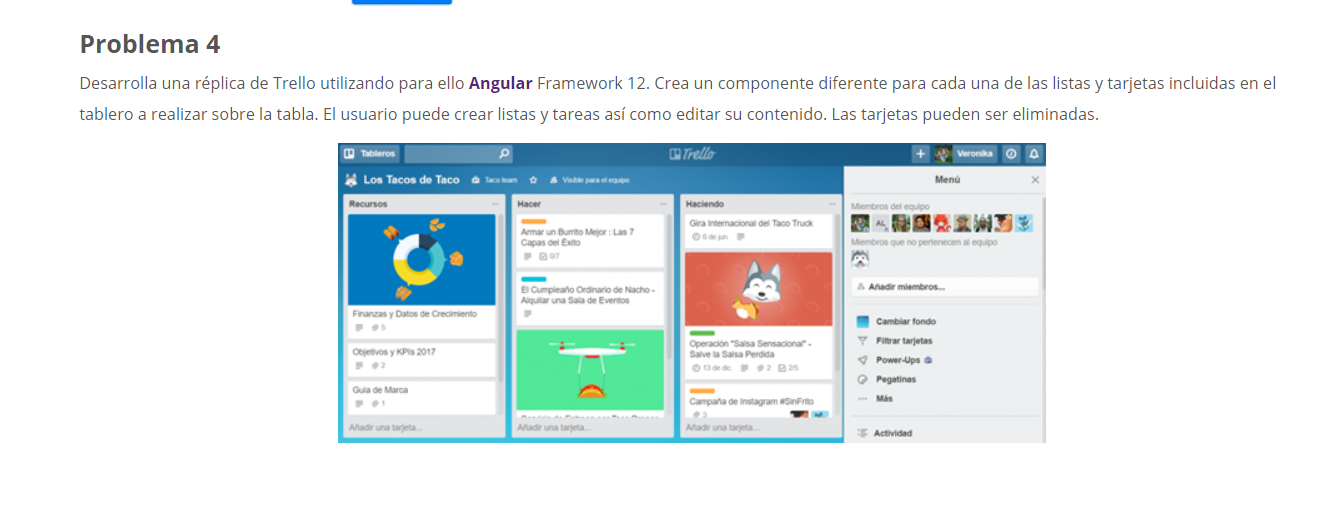 Problema 4
Desarrolla una réplica de Trello utilizando para ello Angular Framework 12. Crea un componente diferente para cada una de las listas y tarjetas incluidas en el
tablero a realizar sobre la tabla. El usuario puede crear listas y tareas así como editar su contenido. Las tarjetas pueden ser eliminadas.
Tableros
Trello
Veronika
Los Tacos de Taco
Taco team
Visible para el equipo
Menú
Recursos
Finanzas y Datos de Crecimiento
5
Objetivos y KPIs 2017
2
Guía de Marca
1
Añadir una tarjeta...
Hacer
Armar un Burrito Mejor : Las 7
Capas del Éxito
0/7
El Cumpleaño Ordinario de Nacho -
Alquilar una Sala de Eventos
Añadir una tarjeta...
Haciendo
Gira Internacional del Taco Truck
6 de jun.
Operación "Salsa Sensacional" -
Salve la Salsa Perdida
13 de dic.
2
2/5
Campaña de Instagram #SinFrito
3
Añadir una tarjeta...
Miembros del equipo
AL
Miembros que no pertenecen al equipo
Añadir miembros...
Cambiar fondo
Filtrar tarjetas
Power-Ups
Pegatinas
Más
Actividad